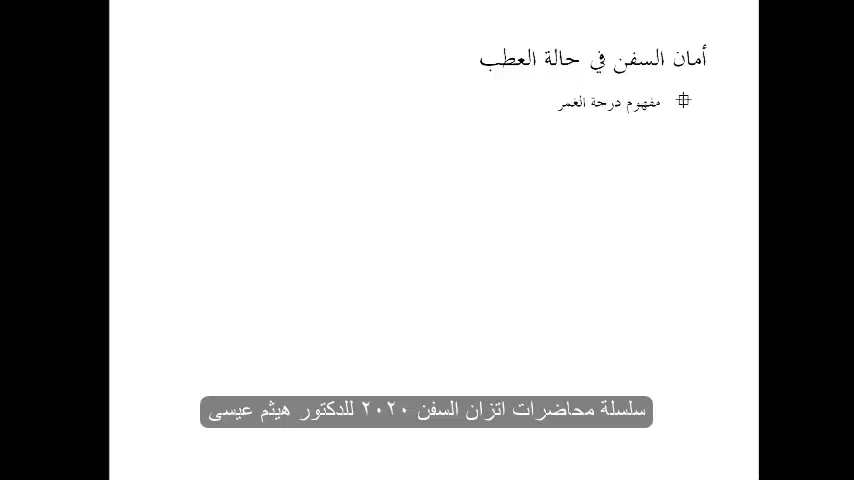 أمان السفن في حالة العطب
مفهوم درجة الغمر
سلسلة محاضرات اتزان السفن ٢٠٢٠ للدكتور هيثم عيسى